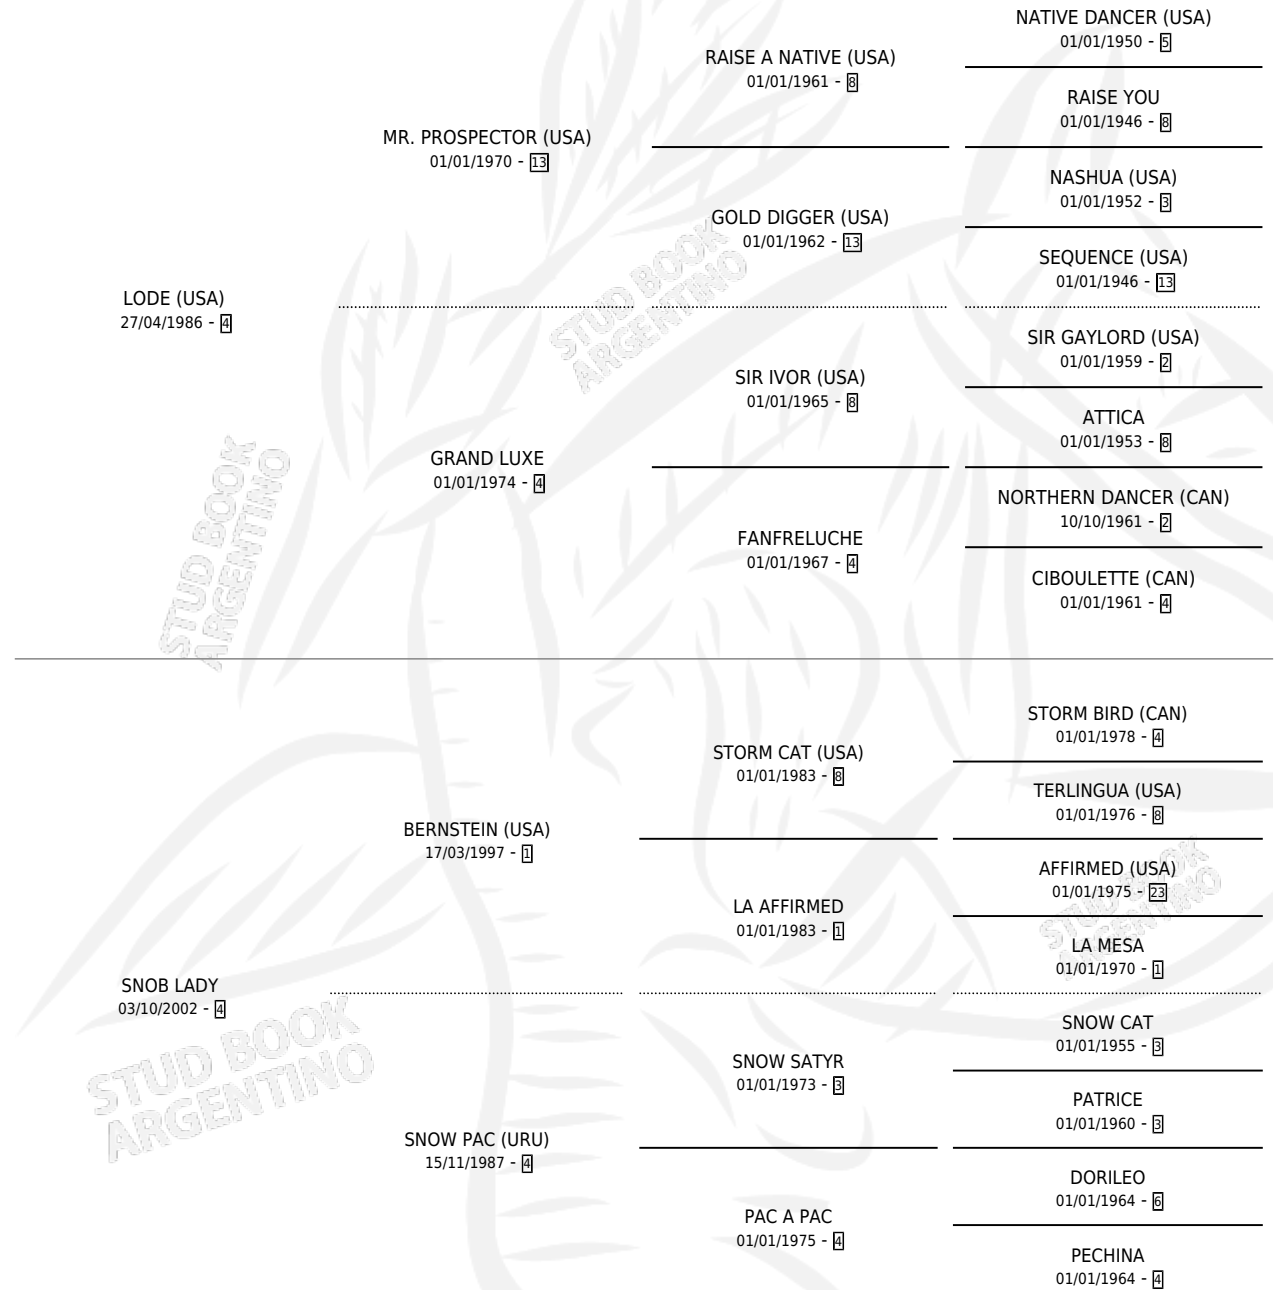 NATIVE DANCER (USA)
01/01/1950 - 5
RAISE A NATIVE (USA)
01/01/1961 - 8
RAISE YOU
01/01/1946 - 8
MR. PROSPECTOR (USA)
01/01/1970 - 13
NASHUA (USA)
01/01/1952 - 3
GOLD DIGGER (USA)
01/01/1962 - 13
SEQUENCE (USA)
01/01/1946 - 13
LODE (USA)
27/04/1986 - 4
SIR GAYLORD (USA)
01/01/1959 - 2
SIR IVOR (USA)
01/01/1965 - 8
ATTICA
01/01/1953 - 8
GRAND LUXE
01/01/1974 - 4
NORTHERN DANCER (CAN)
10/10/1961 - 2
FANFRELUCHE
01/01/1967 - 4
CIBOULETTE (CAN)
01/01/1961 - 4
STORM BIRD (CAN)
01/01/1978 - 4
STORM CAT (USA)
01/01/1983 - 8
TERLINGUA (USA)
01/01/1976 - 8
BERNSTEIN (USA)
17/03/1997 - 1
AFFIRMED (USA)
01/01/1975 - 23
LA AFFIRMED
01/01/1983 - 1
LA MESA
01/01/1970 - 1
SNOB LADY
03/10/2002 - 4
SNOW CAT
01/01/1955 - 3
SNOW SATYR
01/01/1973 - 3
PATRICE
01/01/1960 - 3
SNOW PAC (URU)
15/11/1987 - 4
DORILEO
01/01/1964 - 6
PAC A PAC
01/01/1975 - 4
PECHINA
01/01/1964 - 4
STUD BOOK
ARGENTINO
STUD BOOK
ARGENTINO
STUD BOOK
ARGENTINO
STUD BOOK
ARGENTINO